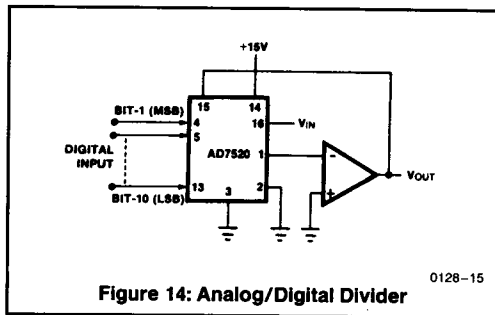 +15V
15
14
BIT-1 (MSB)
4
16
VIN
5
DIGITAL
INPUT
AD7520
1
-
VOUT
BIT-10 (LSB)
13
3
2
+
0128-15
Figure 14: Analog/Digital Divider